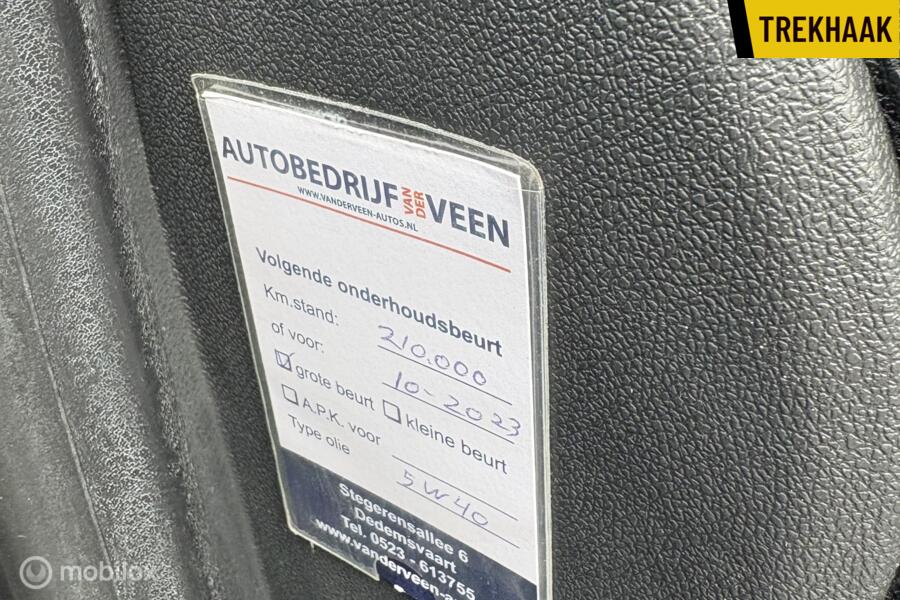 TREKHAAK
AUTOBEDRIJF VAN DER VEEN
WWW.VANDERVEEN-AUTOS.NL
Volgende onderhoudsbeurt
Km.stand: 210.000
of voor: 10-2023
grote beurt kleine beurt
A.P.K. voor
Type olie 5W40
Stegerensallee 6
Dedemsvaart
Tel. 0523 - 613755
www.vanderveen-au
mobilox